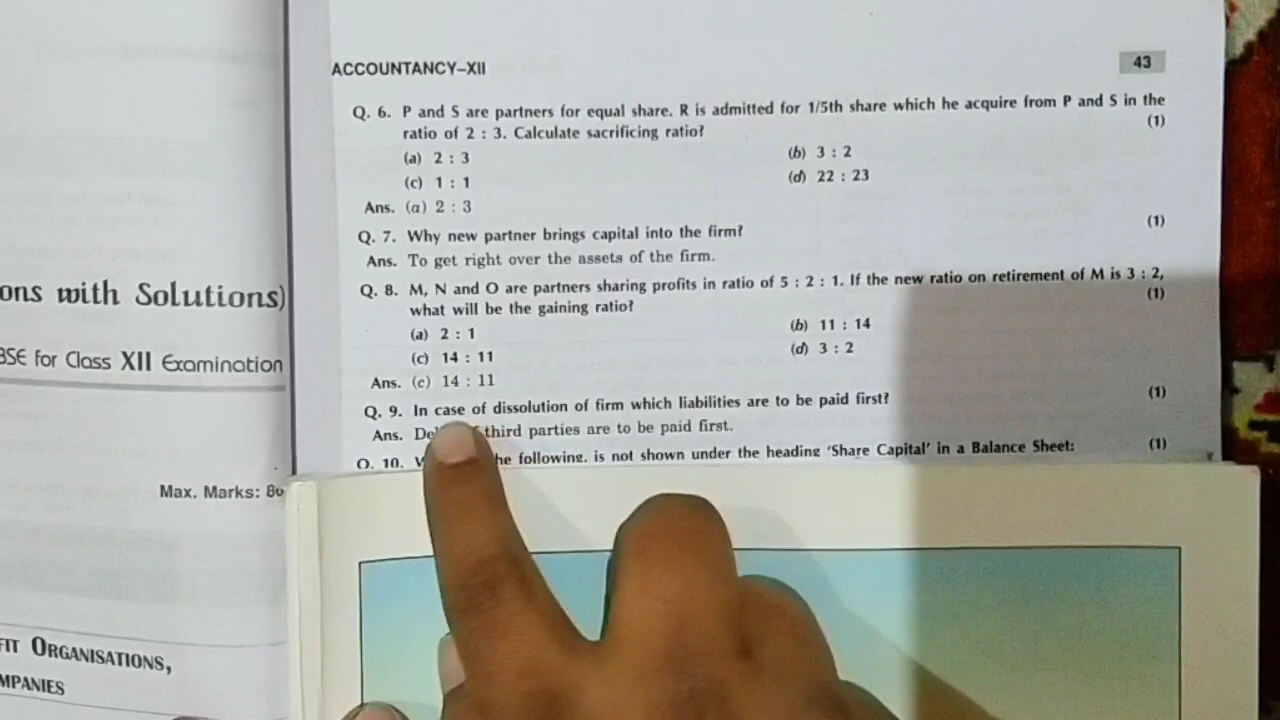 ons with Solutions)
BSE for Class XII Examination
Max. Marks: 80
FIT ORGANISATIONS,
MPANIES
ACCOUNTANCY–XII
43
Q. 6. P and S are partners for equal share. R is admitted for 1/5th share which he acquire from P and S in the
ratio of 2 : 3. Calculate sacrificing ratio? (1)
(a) 2 : 3 (b) 3 : 2
(c) 1 : 1 (d) 22 : 23
Ans. (a) 2 : 3
Q. 7. Why new partner brings capital into the firm? (1)
Ans. To get right over the assets of the firm.
Q. 8. M, N and O are partners sharing profits in ratio of 5 : 2 : 1. If the new ratio on retirement of M is 3 : 2,
what will be the gaining ratio? (1)
(a) 2 : 1 (b) 11 : 14
(c) 14 : 11 (d) 3 : 2
Ans. (c) 14 : 11
Q. 9. In case of dissolution of firm which liabilities are to be paid first? (1)
Ans. third parties are to be paid first.
Q. 10. the following, is not shown under the heading 'Share Capital' in a Balance Sheet: (1)